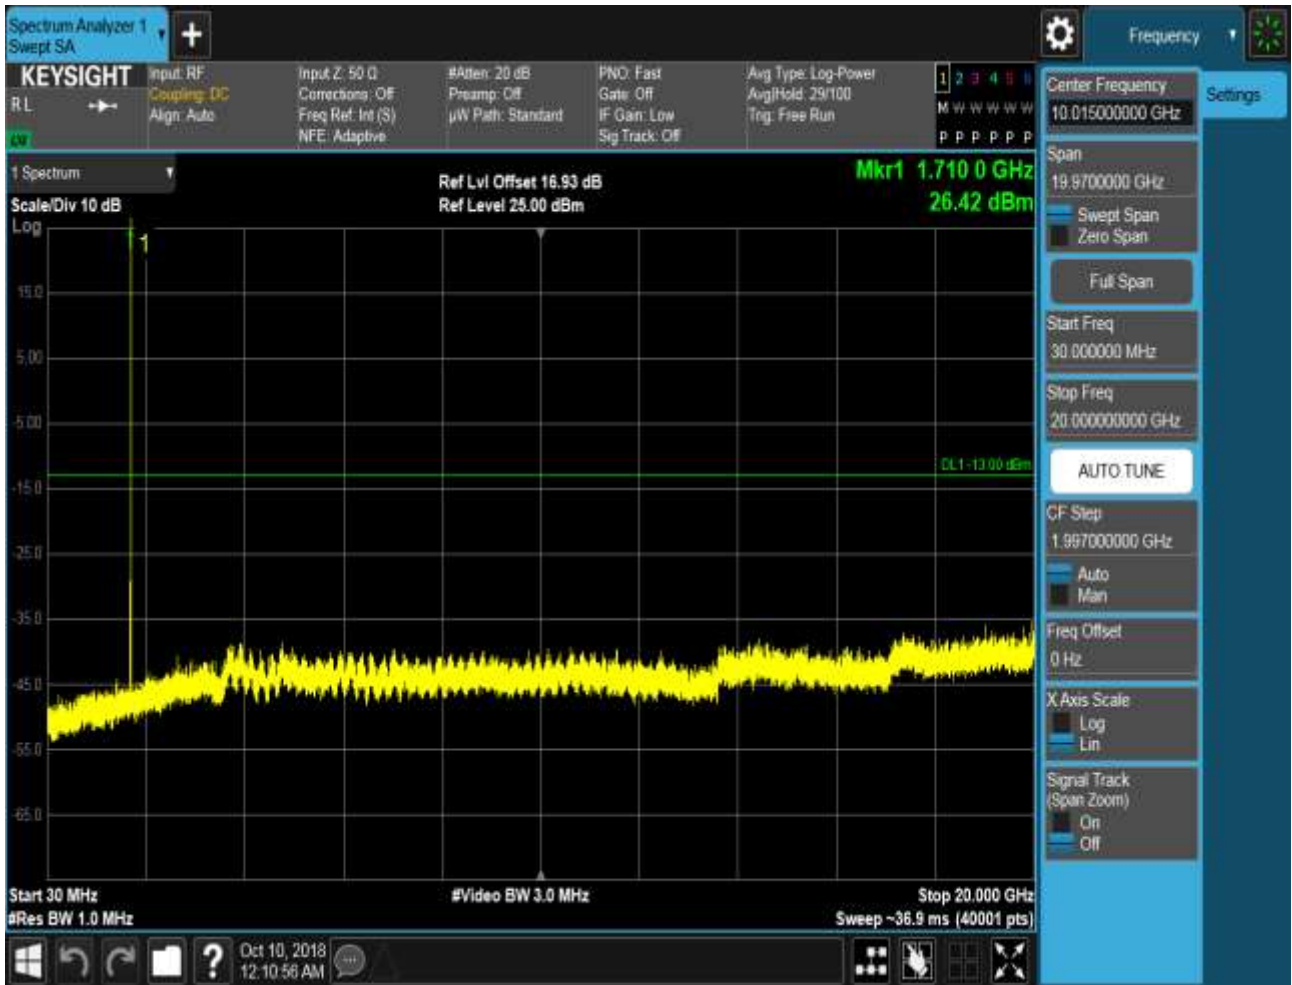 Spectrum Analyzer 1
Swept SA
+
Frequency
KEYSIGHT
RL
Input: RF
Coupling: DC
Align: Auto
Input Z: 50 Ω
Corrections: Off
Freq Ref: Int (S)
NFE: Adaptive
#Atten: 20 dB
Preamp: Off
µW Path: Standard
PNO: Fast
Gate: Off
IF Gain: Low
Sig Track: Off
Avg Type: Log-Power
Avg|Hold: 29/100
Trig: Free Run
1 2 3 4 5 6
M W W W W W
P P P P P P
1 Spectrum
Scale/Div 10 dB
Log
Ref Lvl Offset 16.93 dB
Ref Level 25.00 dBm
Mkr1 1.710 0 GHz
26.42 dBm
1
15.0
5.00
-5.00
-15.0
-25.0
-35.0
-45.0
-55.0
-65.0
DL1 -13.00 dBm
Start 30 MHz
#Res BW 1.0 MHz
#Video BW 3.0 MHz
Stop 20.000 GHz
Sweep ~36.9 ms (40001 pts)
?
Oct 10, 2018
12:10:56 AM
Center Frequency
10.015000000 GHz
Settings
Span
19.9700000 GHz
Swept Span
Zero Span
Full Span
Start Freq
30.000000 MHz
Stop Freq
20.000000000 GHz
AUTO TUNE
CF Step
1.997000000 GHz
Auto
Man
Freq Offset
0 Hz
X Axis Scale
Log
Lin
Signal Track
(Span Zoom)
On
Off